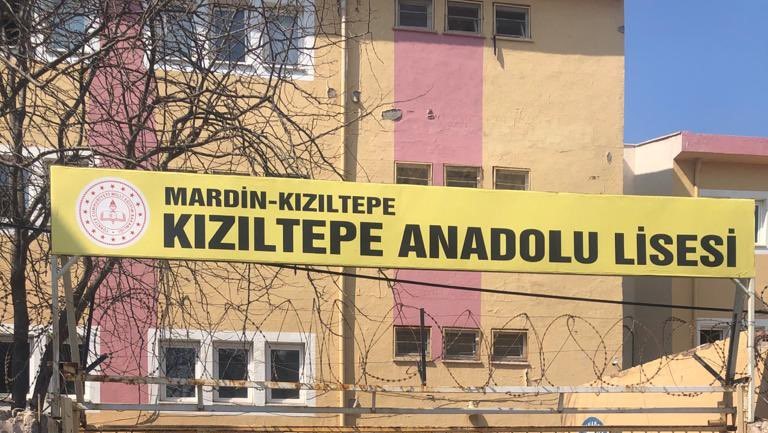 MARDİN-KIZILTEPE
KIZILTEPE ANADOLU LİSESİ